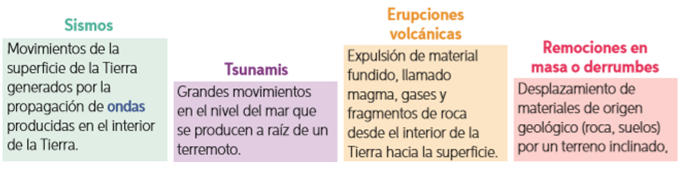 Sismos
Movimientos de la
superficie de la Tierra
generados por la
propagación de ondas
producidas en el interior
de la Tierra.
Tsunamis
Grandes movimientos
en el nivel del mar que
se producen a raíz de un
terremoto.
Erupciones
volcánicas
Expulsión de material
fundido, llamado
magma, gases y
fragmentos de roca
desde el interior de la
Tierra hacia la superficie.
Remociones en
masa o derrumbes
Desplazamiento de
materiales de origen
geológico (roca, suelos)
por un terreno inclinado.